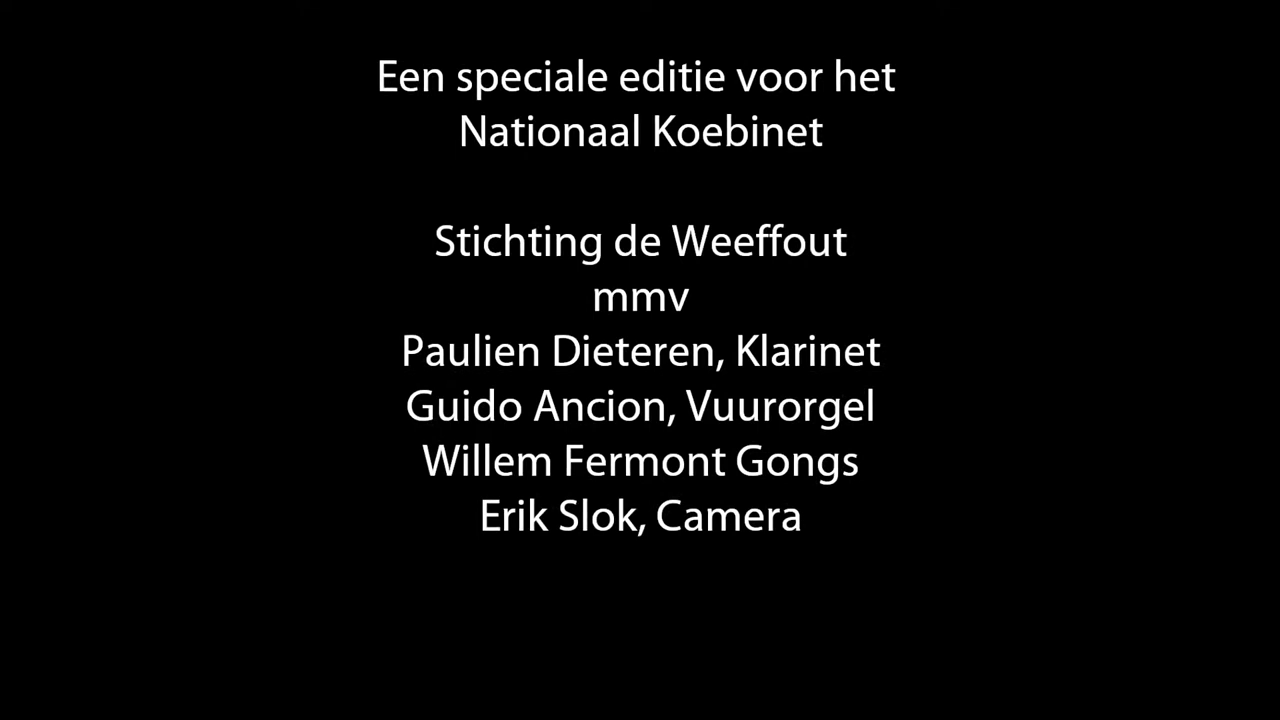 Een speciale editie voor het
Nationaal Koebinet
Stichting de Weeffout
mmv
Paulien Dieteren, Klarinet
Guido Ancion, Vuurorgel
Willem Fermont Gongs
Erik Slok, Camera